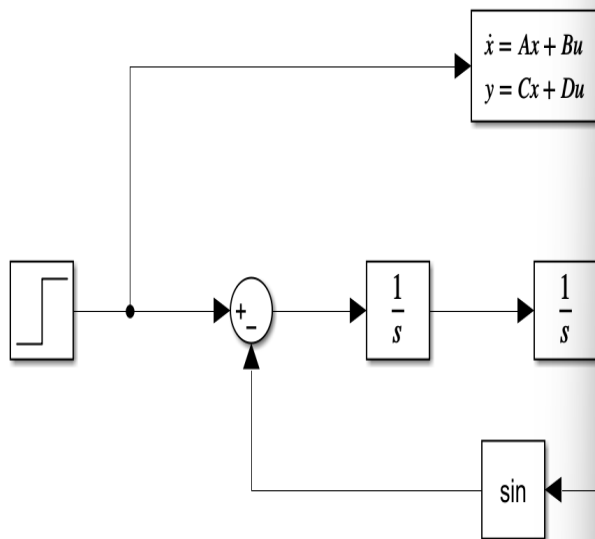 ẋ = Ax + Bu
y = Cx + Du
+
−
1
s
1
s
sin